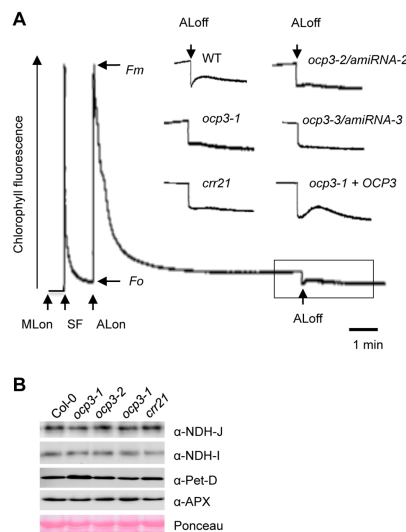 A
Chlorophyll fluorescence
Fm
Fo
MLon
SF
ALon
ALoff
WT
ocp3-1
crr21
ALoff
ocp3-2/amiRNA-2
ocp3-3/amiRNA-3
ocp3-1 + OCP3
ALoff
1 min
B
Col-0 ocp3-1 ocp3-2 ocp3-1 crr21
α-NDH-J
α-NDH-I
α-Pet-D
α-APX
Ponceau